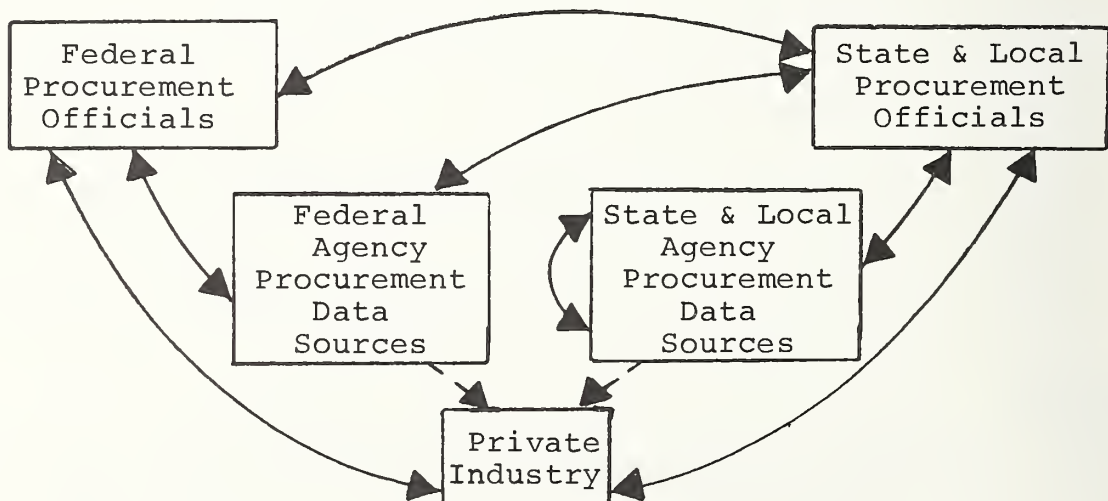 Federal
Procurement
Officials
State & Local
Procurement
Officials
Federal
Agency
Procurement
Data
Sources
State & Local
Agency
Procurement
Data
Sources
Private
Industry